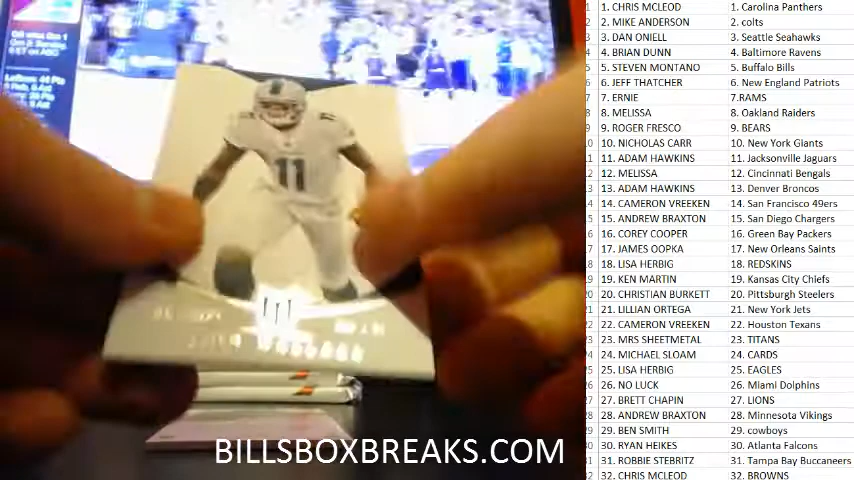 1. CHRIS MCLEOD 1. Carolina Panthers
2. MIKE ANDERSON 2. colts
3. DAN ONIELL 3. Seattle Seahawks
4. BRIAN DUNN 4. Baltimore Ravens
5. STEVEN MONTANO 5. Buffalo Bills
6. JEFF THATCHER 6. New England Patriots
7. ERNIE 7.RAMS
8. MELISSA 8. Oakland Raiders
9. ROGER FRESCO 9. BEARS
10. NICHOLAS CARR 10. New York Giants
11. ADAM HAWKINS 11. Jacksonville Jaguars
12. MELISSA 12. Cincinnati Bengals
13. ADAM HAWKINS 13. Denver Broncos
14. CAMERON VREEKEN 14. San Francisco 49ers
15. ANDREW BRAXTON 15. San Diego Chargers
16. COREY COOPER 16. Green Bay Packers
17. JAMES OOPKA 17. New Orleans Saints
18. LISA HERBIG 18. REDSKINS
19. KEN MARTIN 19. Kansas City Chiefs
20. CHRISTIAN BURKETT 20. Pittsburgh Steelers
21. LILLIAN ORTEGA 21. New York Jets
22. CAMERON VREEKEN 22. Houston Texans
23. MRS SHEETMETAL 23. TITANS
24. MICHAEL SLOAM 24. CARDS
25. LISA HERBIG 25. EAGLES
26. NO LUCK 26. Miami Dolphins
27. BRETT CHAPIN 27. LIONS
28. ANDREW BRAXTON 28. Minnesota Vikings
29. BEN SMITH 29. cowboys
30. RYAN HEIKES 30. Atlanta Falcons
31. ROBBIE STEBRITZ 31. Tampa Bay Buccaneers
32. CHRIS MCLEOD 32. BROWNS
11
BILLSBOXBREAKS.COM